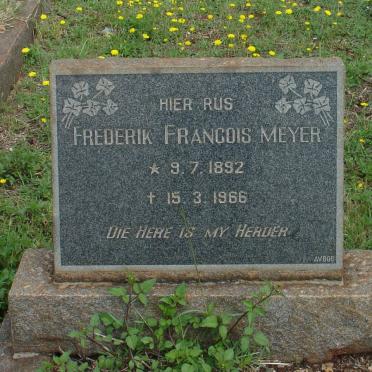 HIER RUS
FREDERIK FRANCOIS MEYER
* 9.7.1892
† 15.3.1966
DIE HERE IS MY HERDER